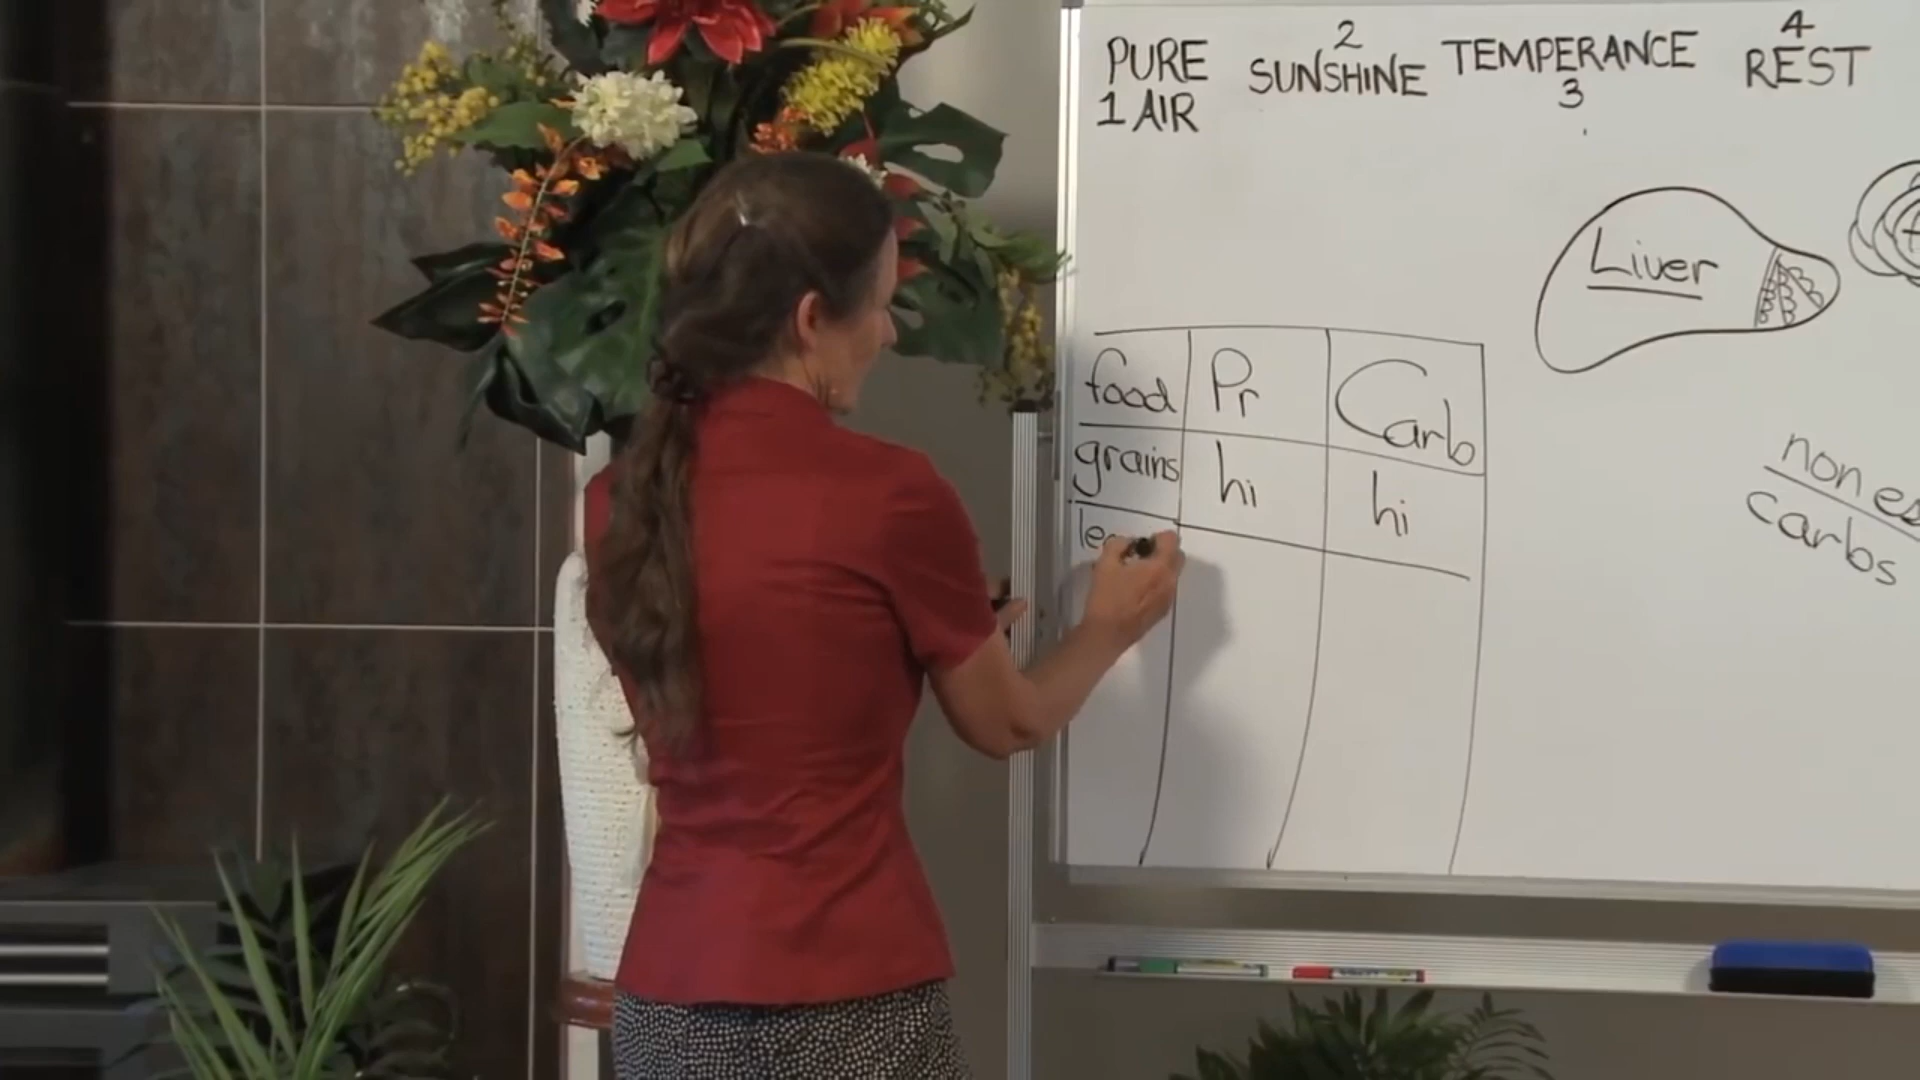 PURE
1 AIR
2
SUNSHINE
TEMPERANCE
3
4
REST
Liver
food Pr Carb
grains hi hi
carbs